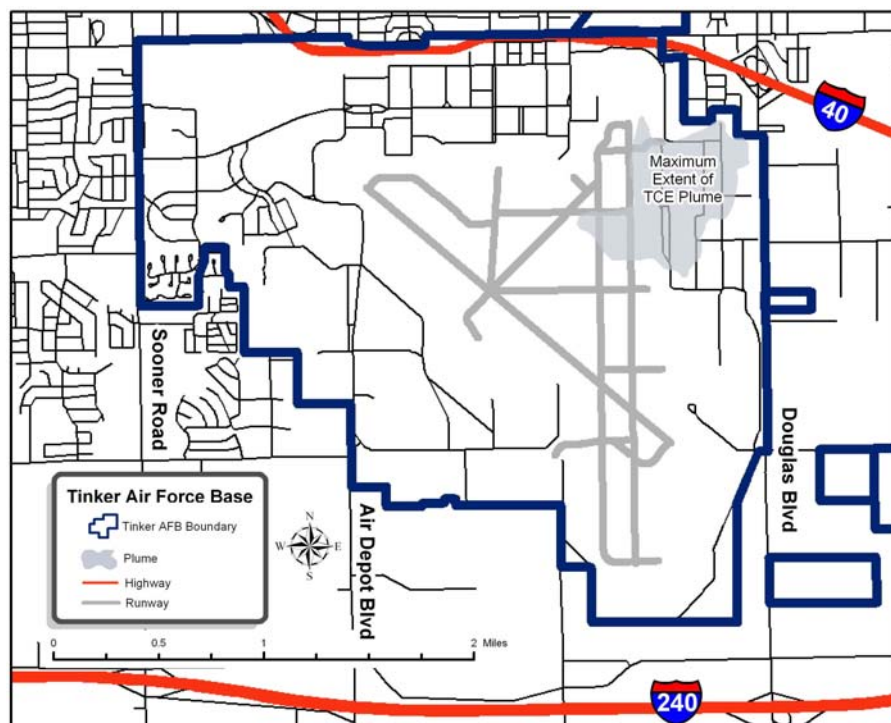 40
Maximum
Extent of
TCE Plume
Sooner Road
Douglas Blvd
Air Depot Blvd
Tinker Air Force Base
Tinker AFB Boundary
Plume
Highway
Runway
N
W E
S
0 0.5 1 2 Miles
240